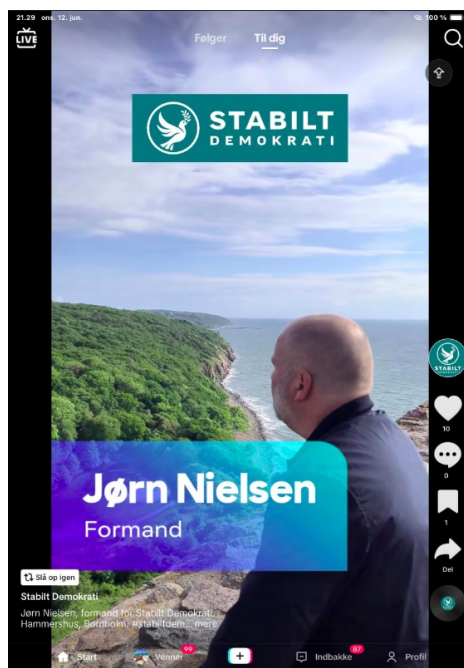 21.29 ons. 12. jun.
100 %
LIVE
Følger
Til dig
STABILT
DEMOKRATI
STABILT
10
0
1
Del
Jørn Nielsen
Formand
Slå op igen
Stabilt Demokrati
Jørn Nielsen, formand for Stabilt Demokrati.
Hammershus, Bornholm, #stabiltdem... mere
Start
Venner
99
Indbakke
87
Profil